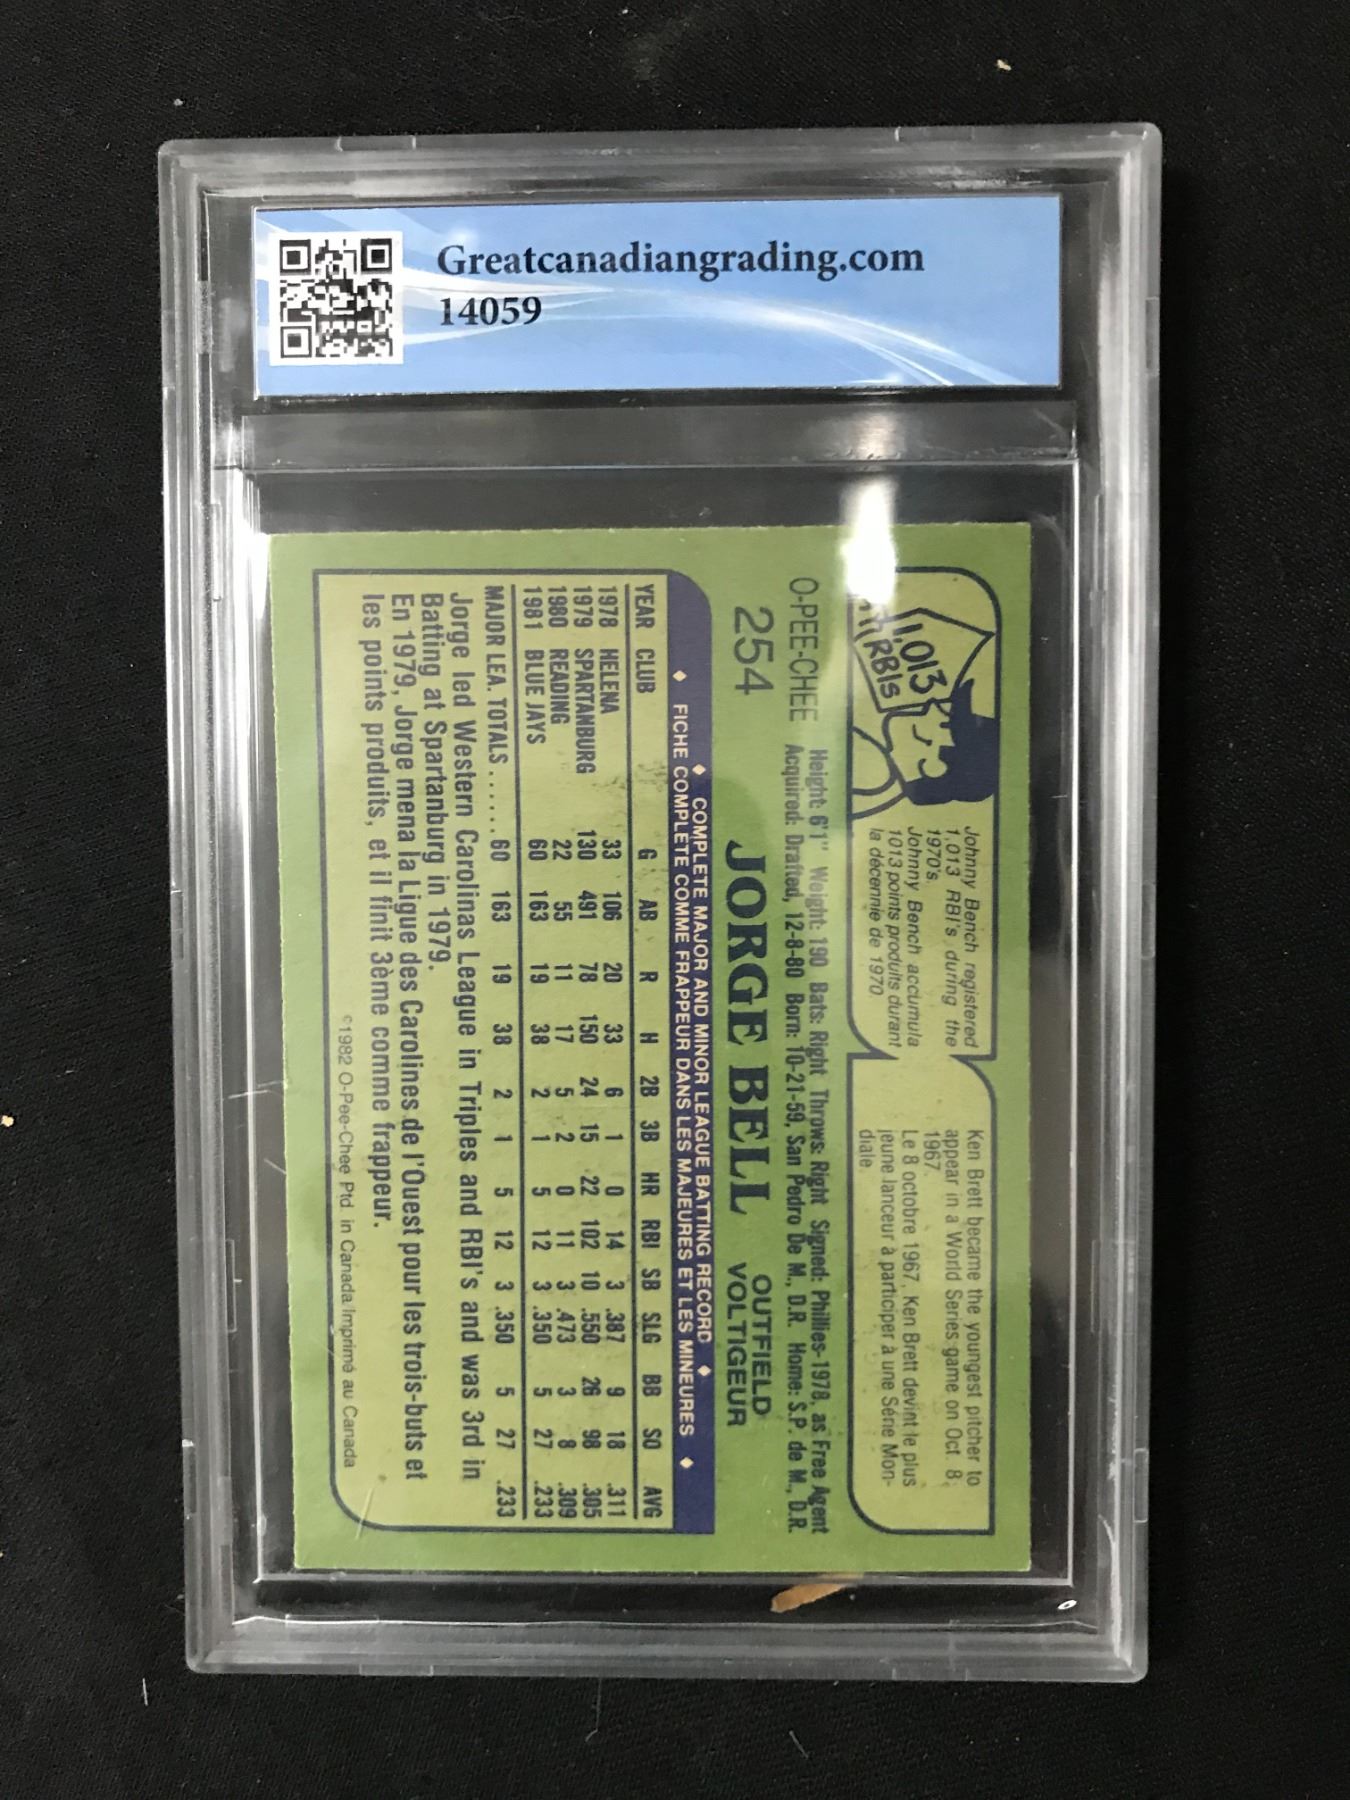 Greatcanadiangrading.com
14059
1,013
RBIs
Johnny Bench registered
1,013 RBI's during the
1970's.
Johnny Bench accumula
1013 points produits durant
la décennie de 1970
Ken Brett became the youngest pitcher to
appear in a World Series game on Oct. 8,
1967.
Le 8 octobre 1967, Ken Brett devint le plus
jeune lanceur à participer à une Série Mon-
diale.
O-PEE-CHEE
254
Height: 6'1" Weight: 190 Bats: Right Throws: Right Signed: Phillies-1978, as Free Agent
Acquired: Drafted, 12-8-80 Born: 10-21-59, San Pedro De M., D.R. Home: S.P. de M., D.R.
JORGE BELL
OUTFIELD
VOLTIGEUR
♦ COMPLETE MAJOR AND MINOR LEAGUE BATTING RECORD ♦
♦ FICHE COMPLETE COMME FRAPPEUR DANS LES MAJEURES ET LES MINEURES ♦
YEAR CLUB G AB R H 2B 3B HR RBI SB SLG BB SO AVG
1978 HELENA 33 106 20 33 6 1 0 14 3 .387 9 18 .311
1979 SPARTANBURG 130 491 78 150 24 15 22 102 10 .550 26 98 .305
1980 READING 22 55 11 17 5 2 0 11 3 .473 3 8 .309
1981 BLUE JAYS 60 163 19 38 2 1 5 12 3 .350 5 27 .233
MAJOR LEA. TOTALS ...... 60 163 19 38 2 1 5 12 3 .350 5 27 .233
Jorge led Western Carolinas League in Triples and RBI's and was 3rd in
Batting at Spartanburg in 1979.
En 1979, Jorge mena la Ligue des Carolines de l'Ouest pour les trois-buts et
les points produits, et il finit 3ème comme frappeur.
©1982 O-Pee-Chee Ptd. in Canada/Imprimé au Canada